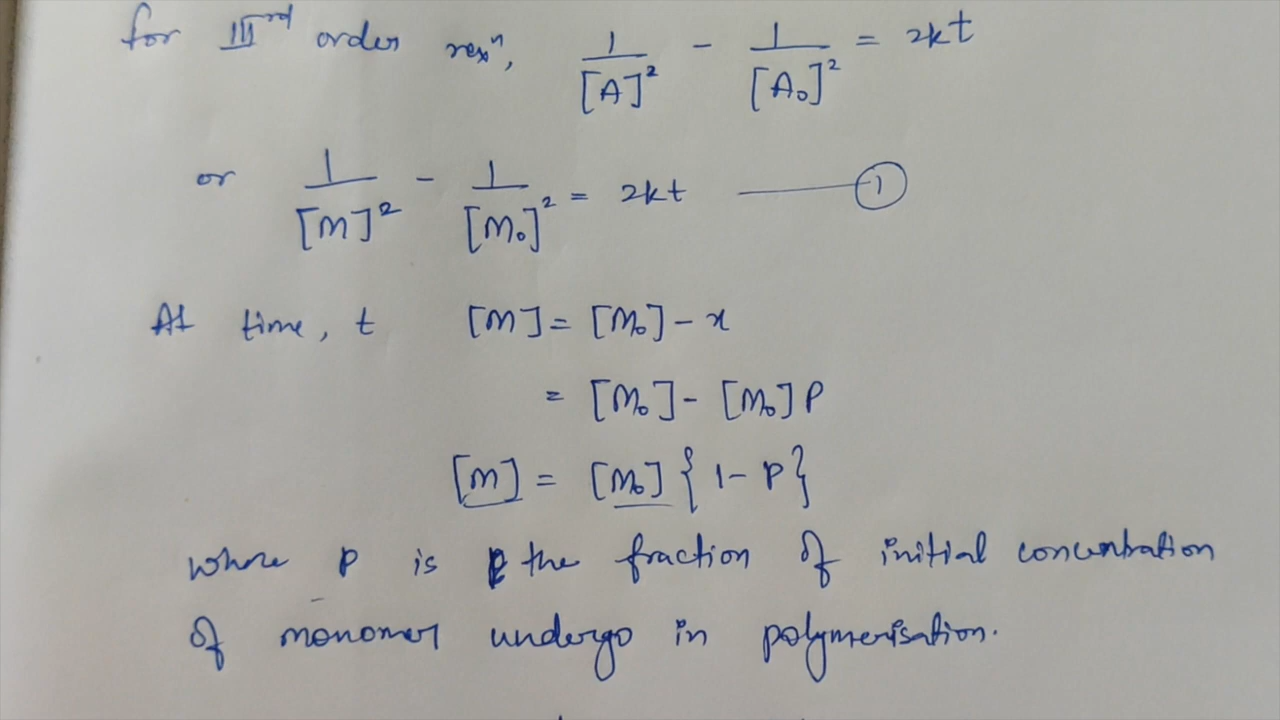 for IIIrd order rexn, 1/[A]² - 1/[A₀]² = 2kt
or 1/[M]² - 1/[M₀]² = 2kt ——— ①
At time, t [M] = [M₀] - x
= [M₀] - [M₀] P
[M] = [M₀] { 1 - P }
where P is the fraction of initial concentration
of monomer undergo in polymerisation.